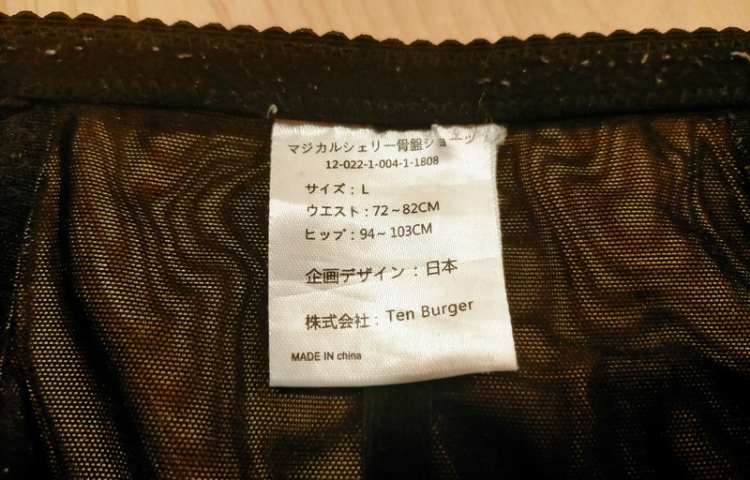 マジカルシェリー骨盤ショーツ
12-022-1-004-1-1808
サイズ：L
ウエスト：72～82CM
ヒップ：94～103CM
企画デザイン：日本
株式会社：Ten Burger
MADE IN china